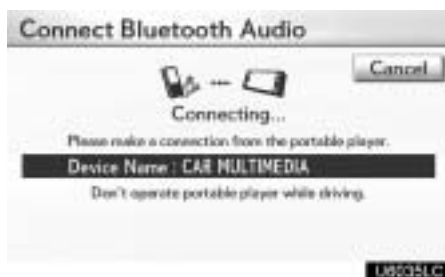 Connect Bluetooth Audio
Cancel
Connecting...
Please make a connection from the portable player.
Device Name : CAR MULTIMEDIA
Don't operate portable player while driving.
U6035LC